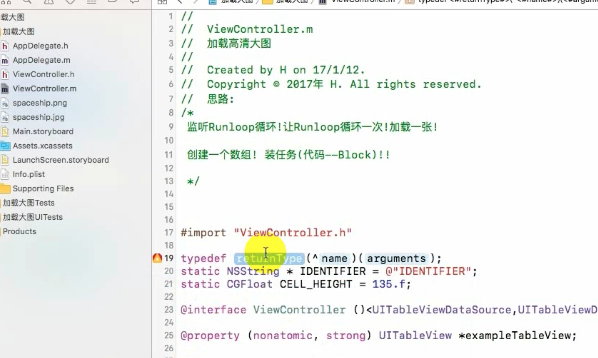 载大图
加载大图
AppDelegate.h
AppDelegate.m
ViewController.h
ViewController.m
spaceship.png
spaceship.jpg
Main.storyboard
Assets.xcassets
LaunchScreen.storyboard
Info.plist
Supporting Files
加载大图Tests
加载大图UITests
Products
加载大图
加载大图
ViewController.m
1 //
2 //  ViewController.m
3 //  加载高清大图
4 //
5 //  Created by H on 17/1/12.
6 //  Copyright © 2017年 H. All rights reserved.
7 //  思路:
8 /*
9 监听Runloop循环!让Runloop循环一次!加载一张!
10
11 创建一个数组! 装任务(代码--Block)!!
12
13 */
14
15
16
17 #import "ViewController.h"
18
19 typedef returnType(^name)(arguments);
20 static NSString * IDENTIFIER = @"IDENTIFIER";
21 static CGFloat CELL_HEIGHT = 135.f;
22
23 @interface ViewController ()<UITableViewDataSource,UITableViewD
24
25 @property (nonatomic, strong) UITableView *exampleTableView;
26